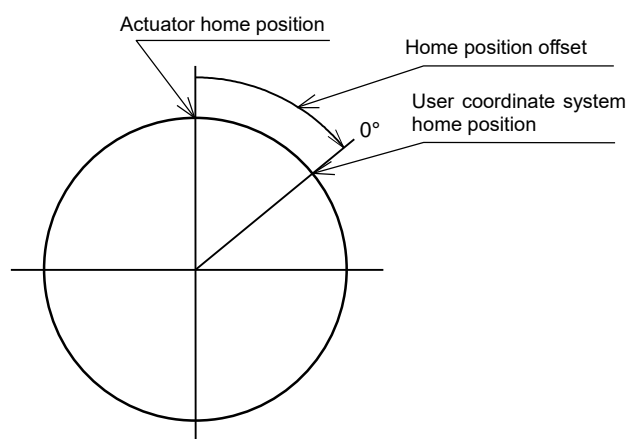 Actuator home position
Home position offset
User coordinate system
home position
0°